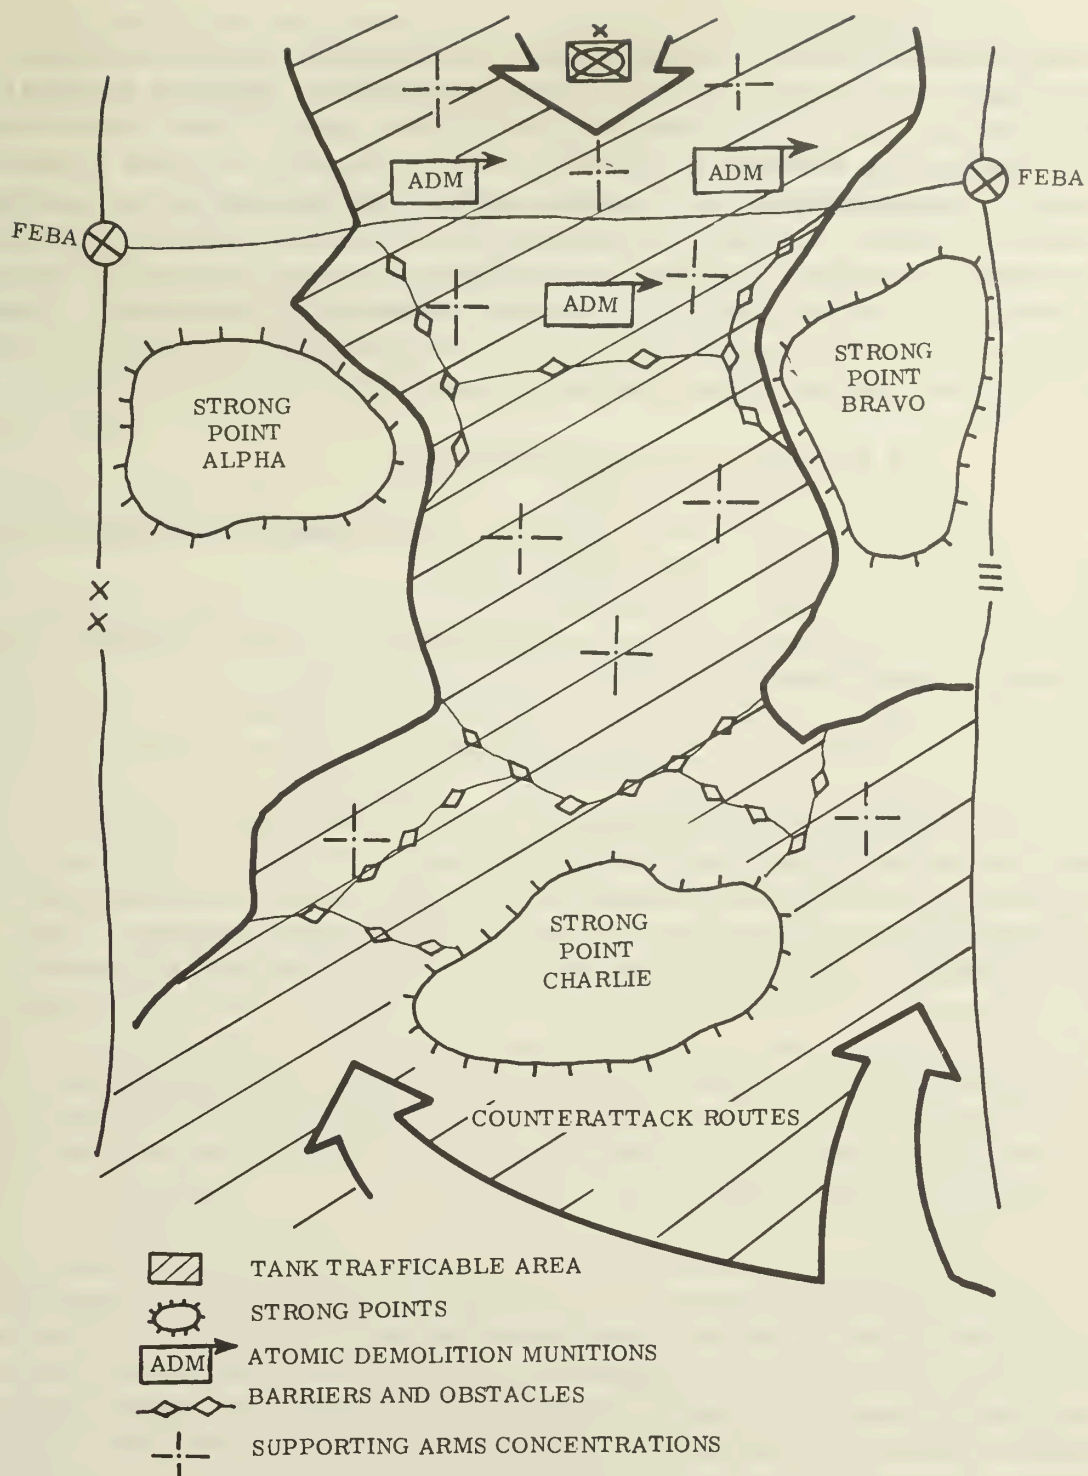 ADM
ADM
FEBA
FEBA
ADM
STRONG
POINT
ALPHA
STRONG
POINT
BRAVO
STRONG
POINT
CHARLIE
COUNTERATTACK ROUTES
TANK TRAFFICABLE AREA
STRONG POINTS
ADM ATOMIC DEMOLITION MUNITIONS
BARRIERS AND OBSTACLES
SUPPORTING ARMS CONCENTRATIONS